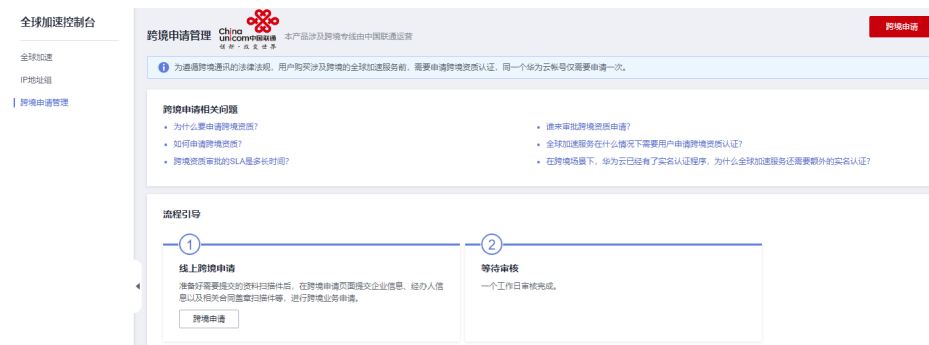 全球加速控制台
全球加速
IP地址组
跨境申请管理
跨境申请管理
China
unicom中国联通
创新·改变世界
本产品涉及跨境专线由中国联通运营
跨境申请
为遵循跨境通讯的法律法规，用户购买涉及跨境的全球加速服务前，需要申请跨境资质认证，同一个华为云帐号仅需要申请一次。
跨境申请相关问题
为什么要申请跨境资质?
谁来审批跨境资质申请?
如何申请跨境资质?
全球加速服务在什么情况下需要用户申请跨境资质认证?
跨境资质审批的SLA是多长时间?
在跨境场景下，华为云已经有了实名认证程序，为什么全球加速服务还需要额外的实名认证?
流程引导
1
线上跨境申请
准备好需要提交的资料扫描件后，在跨境申请页面提交企业信息、经办人信
息以及相关合同盖章扫描件等，进行跨境业务申请。
跨境申请
2
等待审核
一个工作日审核完成。